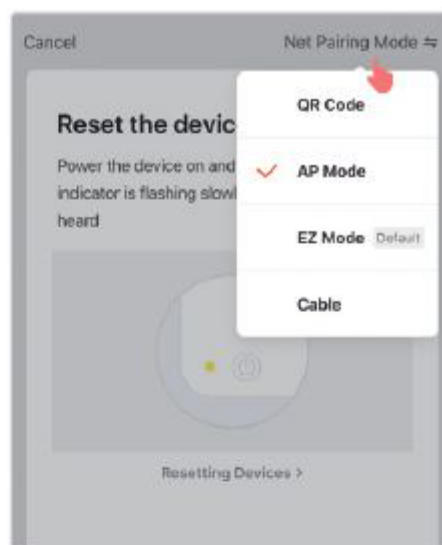 Cancel
Net Pairing Mode ⇋
QR Code
AP Mode
EZ Mode Default
Cable
Reset the devic
Power the device on and
indicator is flashing slowl
heard
Resetting Devices >